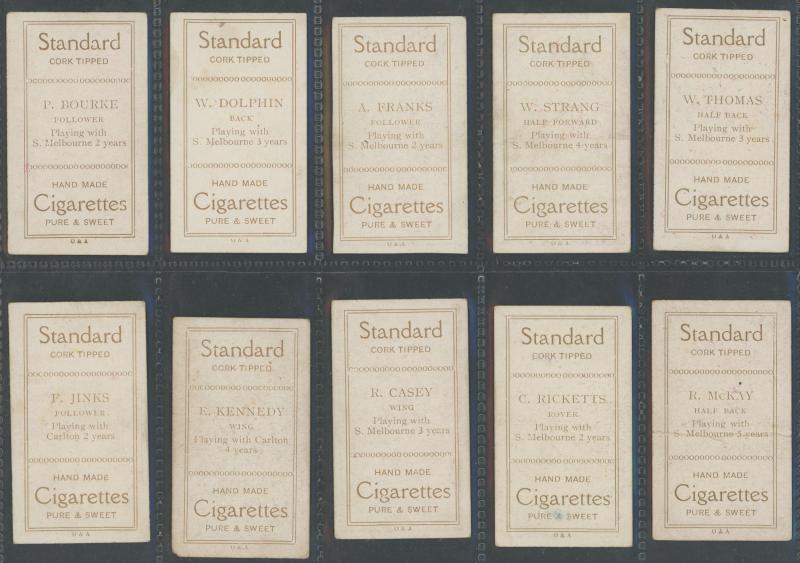 Standard
CORK TIPPED
P. BOURKE
FOLLOWER
Playing with
S. Melbourne 2 years
HAND MADE
Cigarettes
PURE & SWEET
O & A
Standard
CORK TIPPED
W. DOLPHIN
BACK
Playing with
S. Melbourne 3 years
HAND MADE
Cigarettes
PURE & SWEET
O & A
Standard
CORK TIPPED
A. FRANKS
FOLLOWER
Playing with
S. Melbourne 2 years
HAND MADE
Cigarettes
PURE & SWEET
O & A
Standard
CORK TIPPED
W. STRANG
HALF FORWARD
Playing with
S. Melbourne 4 years
HAND MADE
Cigarettes
PURE & SWEET
O & A
Standard
CORK TIPPED
W. THOMAS
HALF BACK
Playing with
S. Melbourne 3 years
HAND MADE
Cigarettes
PURE & SWEET
O & A
Standard
CORK TIPPED
F. JINKS
FOLLOWER
Playing with
Carlton 2 years
HAND MADE
Cigarettes
PURE & SWEET
O & A
Standard
CORK TIPPED
E. KENNEDY
WING
Playing with Carlton
4 years
HAND MADE
Cigarettes
PURE & SWEET
O & A
Standard
CORK TIPPED
R. CASEY
WING
Playing with
S. Melbourne 3 years
HAND MADE
Cigarettes
PURE & SWEET
O & A
Standard
CORK TIPPED
C. RICKETTS
ROVER
Playing with
S. Melbourne 2 years
HAND MADE
Cigarettes
PURE & SWEET
O & A
Standard
CORK TIPPED
R. McKAY
HALF BACK
Playing with
S. Melbourne 5 years
HAND MADE
Cigarettes
PURE & SWEET
O & A